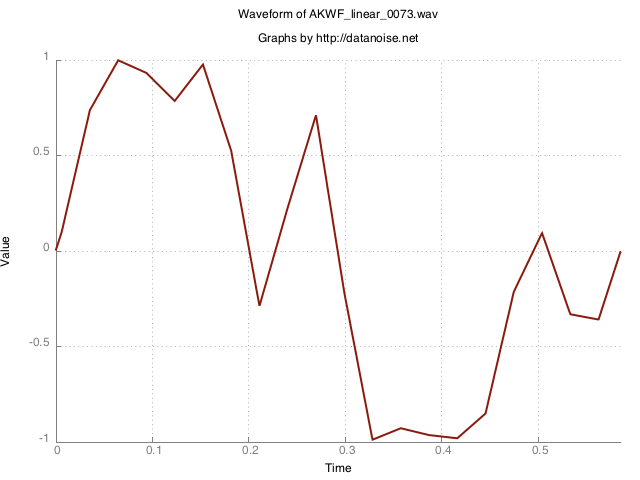 Waveform of AKWF_linear_0073.wav
Graphs by http://datanoise.net
1
0.5
0
-0.5
-1
Value
0 0.1 0.2 0.3 0.4 0.5
Time